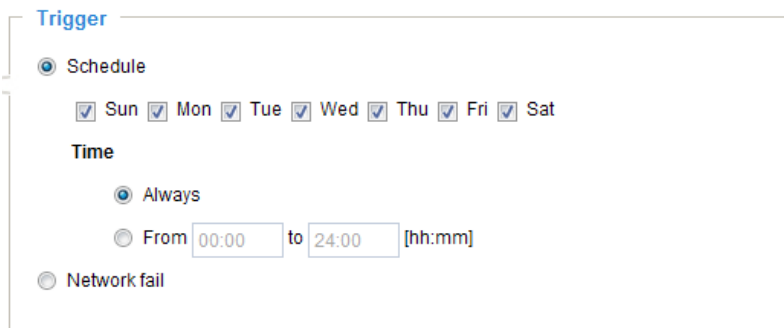 Trigger
Schedule
Sun Mon Tue Wed Thu Fri Sat
Time
Always
From 00:00 to 24:00 [hh:mm]
Network fail